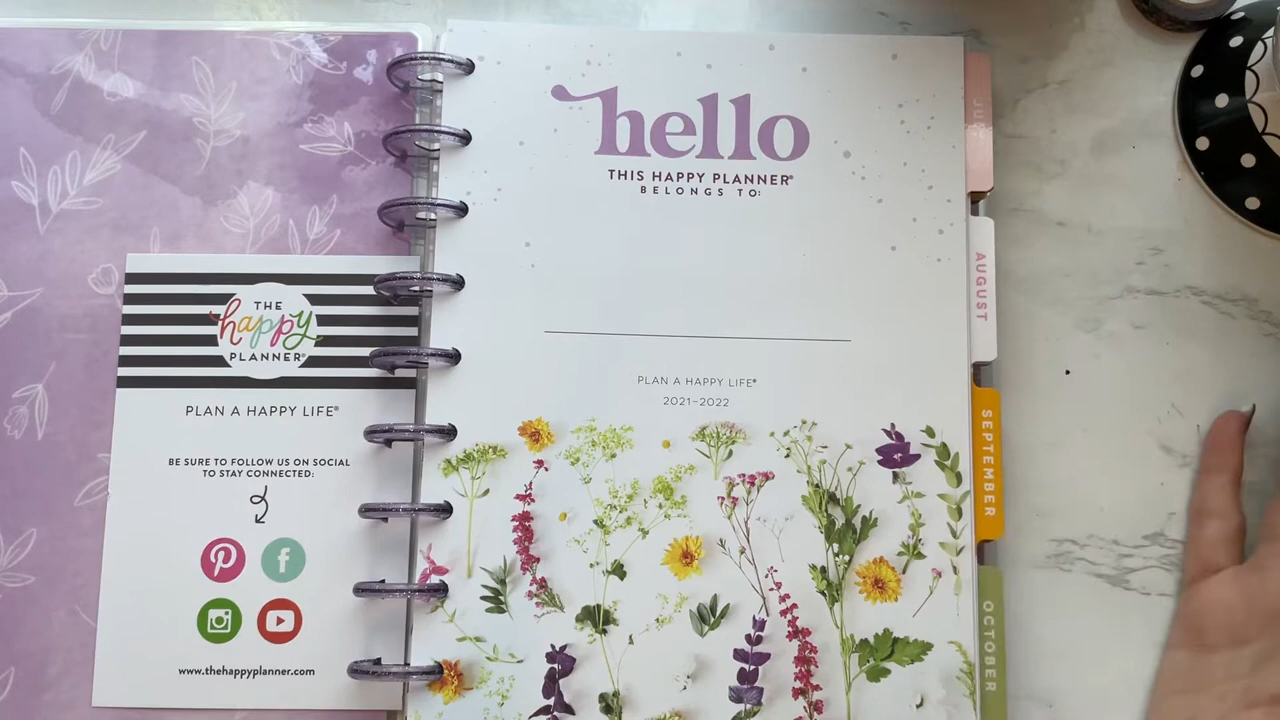 THE
happy
PLANNER®
PLAN A HAPPY LIFE®
BE SURE TO FOLLOW US ON SOCIAL
TO STAY CONNECTED:
www.thehappyplanner.com
hello
THIS HAPPY PLANNER®
BELONGS TO:
PLAN A HAPPY LIFE®
2021–2022
AUGUST
SEPTEMBER
OCTOBER